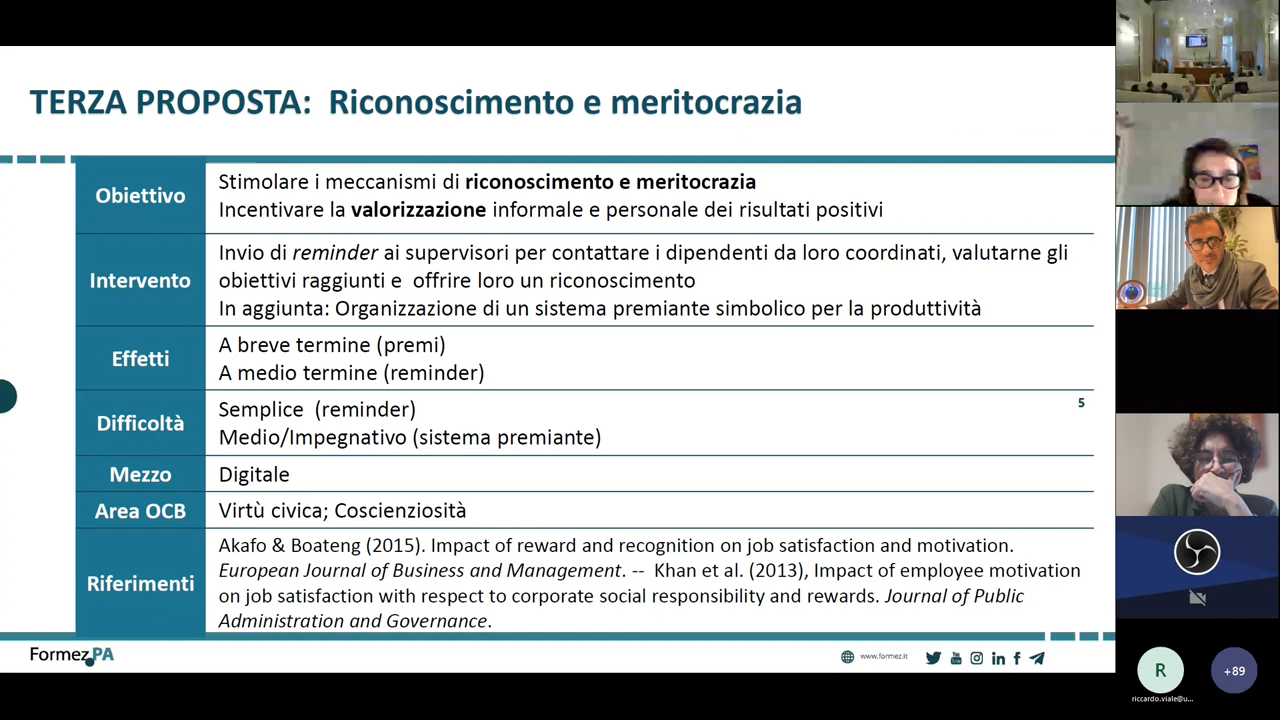 TERZA PROPOSTA: Riconoscimento e meritocrazia
Obiettivo
Stimolare i meccanismi di riconoscimento e meritocrazia
Incentivare la valorizzazione informale e personale dei risultati positivi
Intervento
Invio di reminder ai supervisori per contattare i dipendenti da loro coordinati, valutarne gli
obiettivi raggiunti e offrire loro un riconoscimento
In aggiunta: Organizzazione di un sistema premiante simbolico per la produttività
Effetti
A breve termine (premi)
A medio termine (reminder)
Difficoltà
Semplice (reminder)
Medio/Impegnativo (sistema premiante)
5
Mezzo
Digitale
Area OCB
Virtù civica; Coscienziosità
Riferimenti
Akafo & Boateng (2015). Impact of reward and recognition on job satisfaction and motivation.
European Journal of Business and Management. -- Khan et al. (2013), Impact of employee motivation
on job satisfaction with respect to corporate social responsibility and rewards. Journal of Public
Administration and Governance.
Formez PA
www.formez.it
R
+89
riccardo.viale@u...